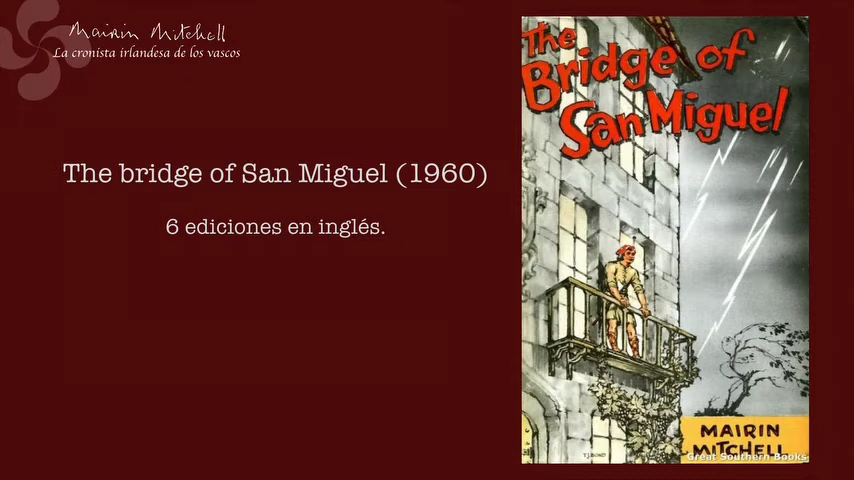 Mairin Mitchell
La cronista irlandesa de los vascos
The bridge of San Miguel (1960)
6 ediciones en inglés.
The
Bridge of
San Miguel
MAIRIN
MITCHELL
Great Southern Books
T.J.BOND